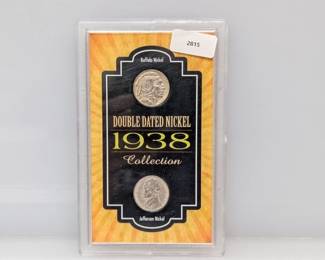 2815
Buffalo Nickel
DOUBLE DATED NICKEL
1938
Collection
Jefferson Nickel